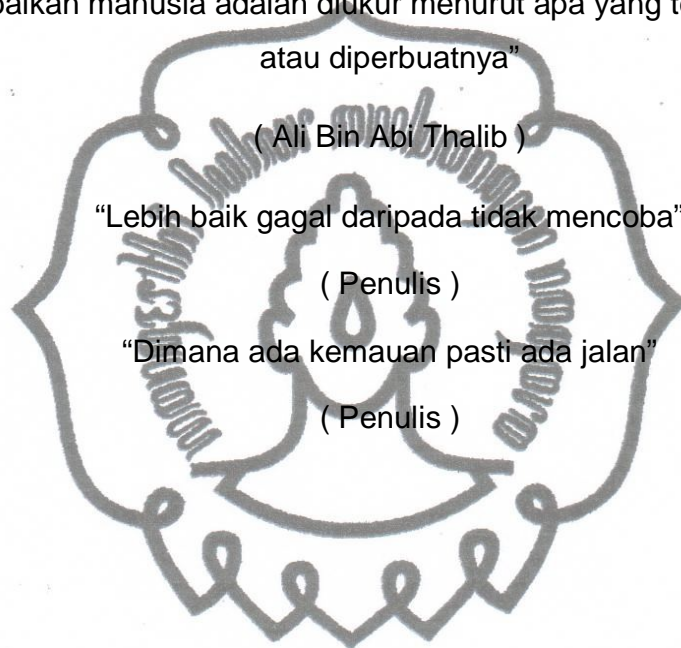 baikan manusia adalah diukur menurut apa yang
atau diperbuatnya”
( Ali Bin Abi Thalib )
“Lebih baik gagal daripada tidak mencoba”
( Penulis )
“Dimana ada kemauan pasti ada jalan”
( Penulis )